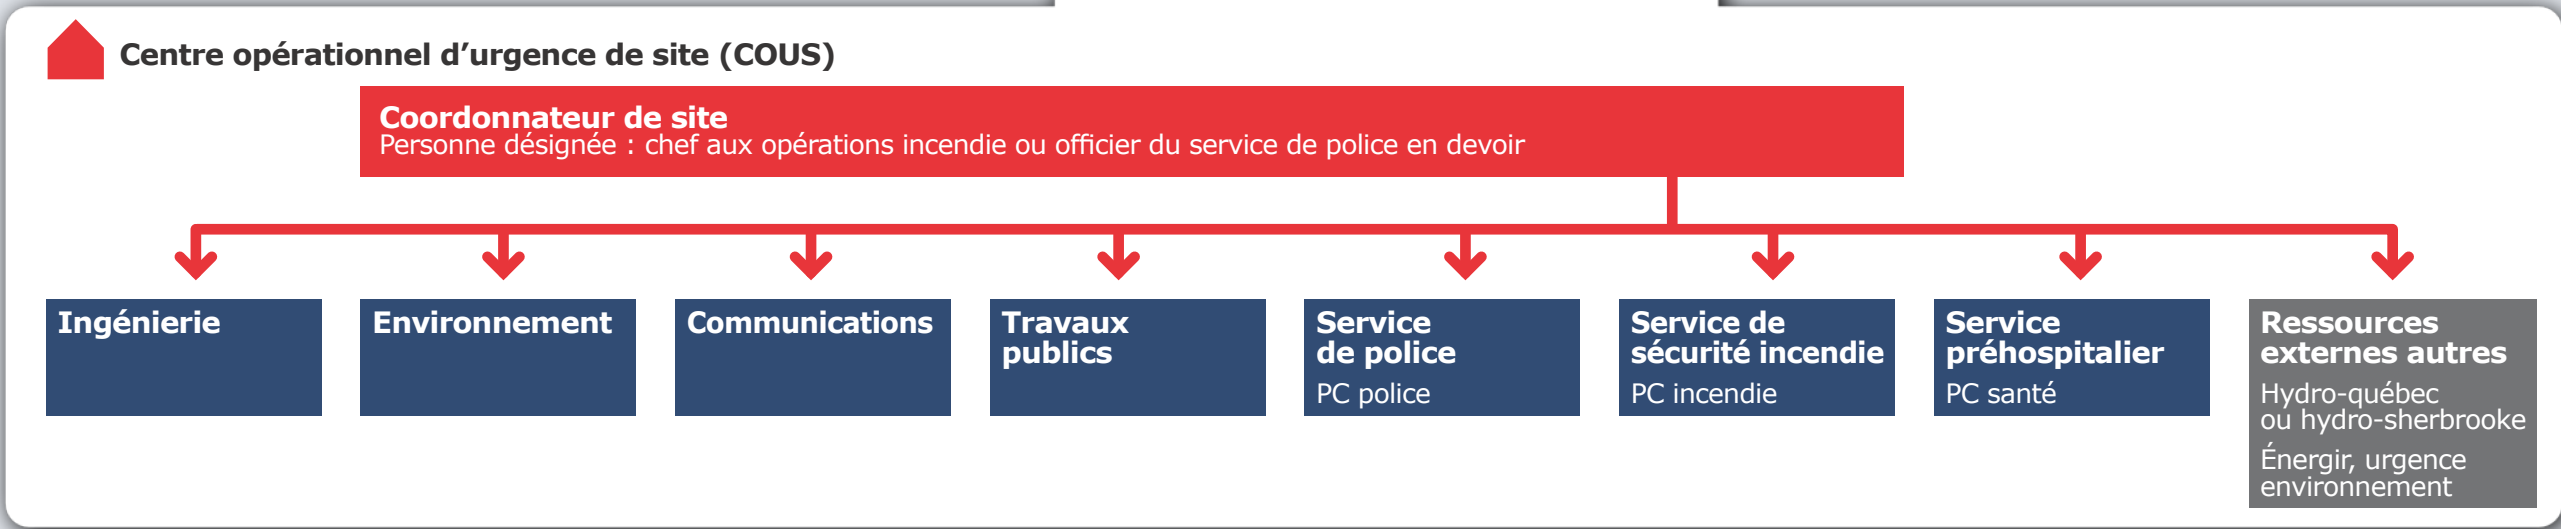 Centre opérationnel d’urgence de site (COUS)
Coordonnateur de site
Personne désignée : chef aux opérations incendie ou officier du service de police en devoir
Ingénierie
Environnement
Communications
Travaux
publics
Service
de police
PC police
Service de
sécurité incendie
PC incendie
Service
préhospitalier
PC santé
Ressources
externes autres
Hydro-québec
ou hydro-sherbrooke
Énergir, urgence
environnement